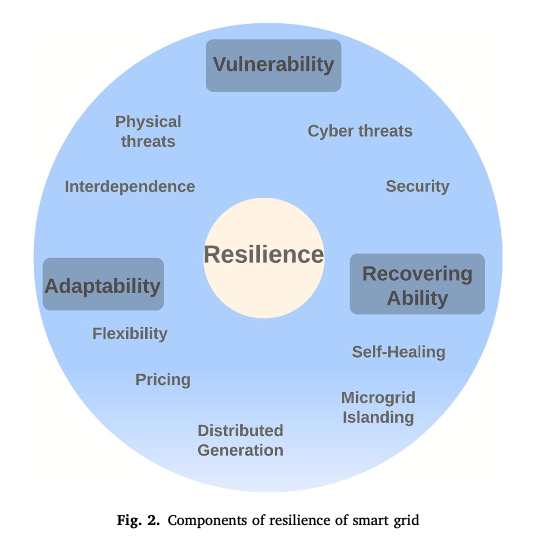 Vulnerability
Physical
threats
Cyber threats
Interdependence
Security
Resilience
Adaptability
Recovering
Ability
Flexibility
Self-Healing
Pricing
Microgrid
Islanding
Distributed
Generation
Fig. 2. Components of resilience of smart grid